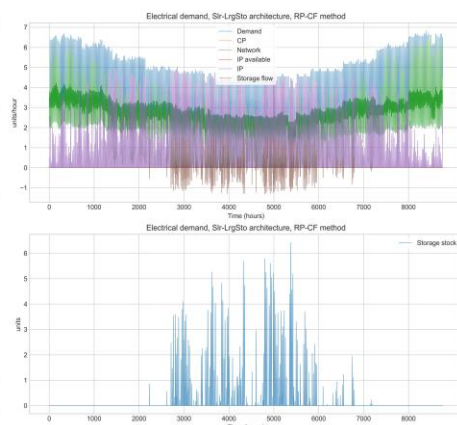 Electrical demand, Slr-LrgSto architecture, RP-CF method
Demand
CP
Network
IP available
IP
Storage flow
units/hour
7
6
5
4
3
2
1
0
−1
0 1000 2000 3000 4000 5000 6000 7000 8000
Time (hours)
Electrical demand, Slr-LrgSto architecture, RP-CF method
Storage stock
units
6
5
4
3
2
1
0
0 1000 2000 3000 4000 5000 6000 7000 8000